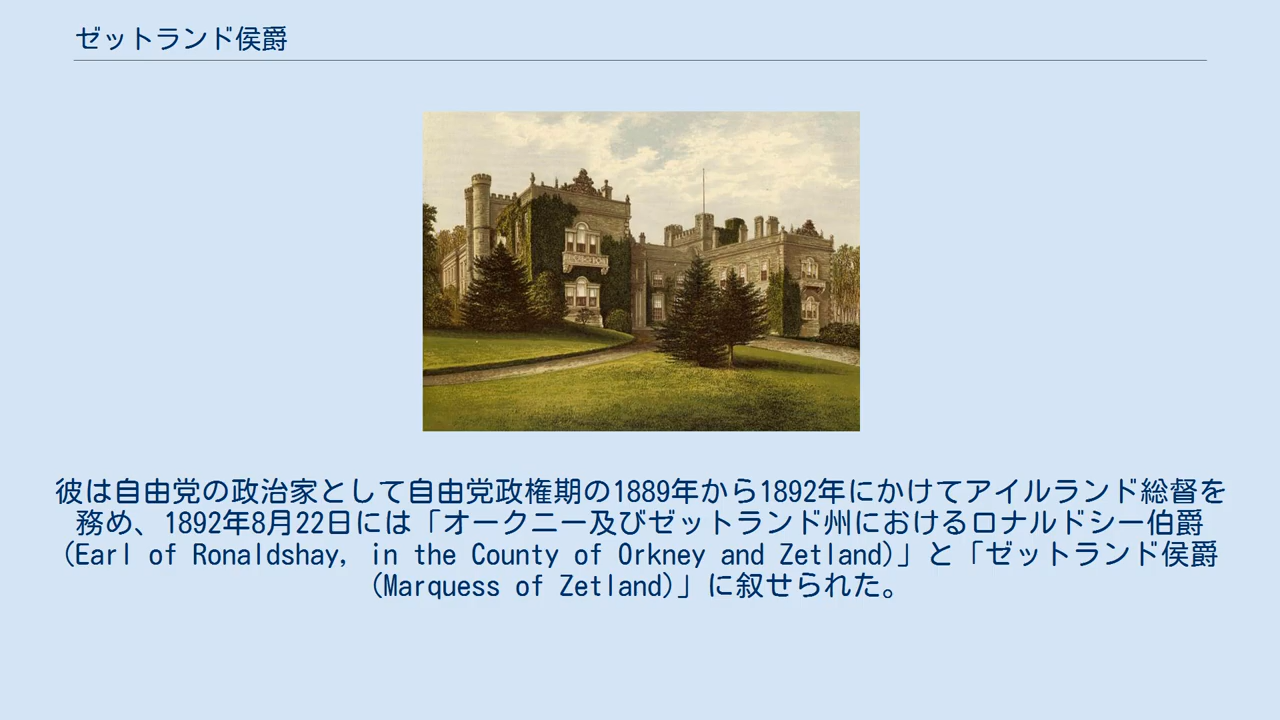 ゼットランド侯爵
彼は自由党の政治家として自由党政権期の1889年から1892年にかけてアイルランド総督を
務め、1892年8月22日には「オークニー及びゼットランド州におけるロナルドシー伯爵
(Earl of Ronaldshay, in the County of Orkney and Zetland)」と「ゼットランド侯爵
(Marquess of Zetland)」に叙せられた。